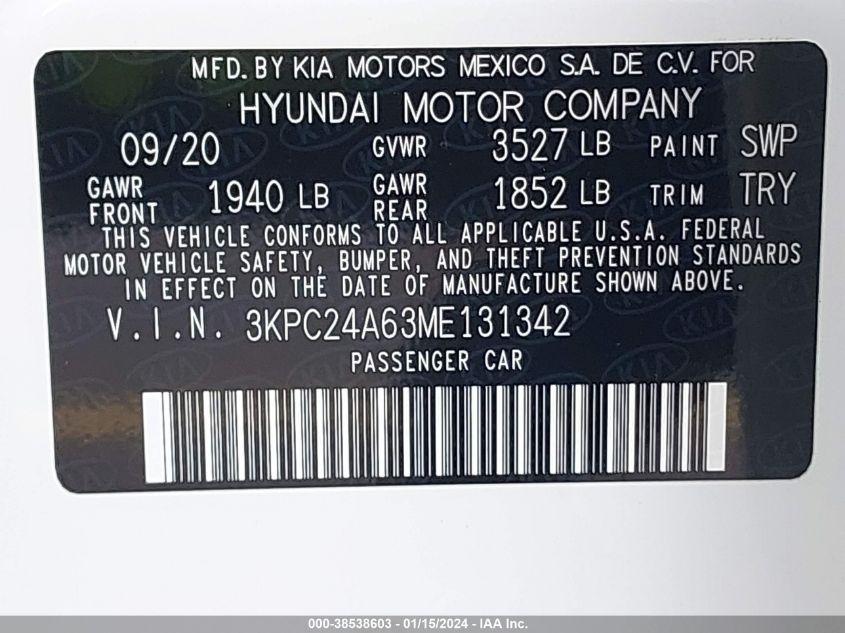 MFD. BY KIA MOTORS MEXICO S.A. DE C.V. FOR
HYUNDAI MOTOR COMPANY
09/20 GVWR 3527 LB PAINT SWP
GAWR FRONT 1940 LB GAWR REAR 1852 LB TRIM TRY
THIS VEHICLE CONFORMS TO ALL APPLICABLE U.S.A. FEDERAL
MOTOR VEHICLE SAFETY, BUMPER, AND THEFT PREVENTION STANDARDS
IN EFFECT ON THE DATE OF MANUFACTURE SHOWN ABOVE.
V.I.N. 3KPC24A63ME131342
PASSENGER CAR
000-38538603 - 01/15/2024 - IAA Inc.